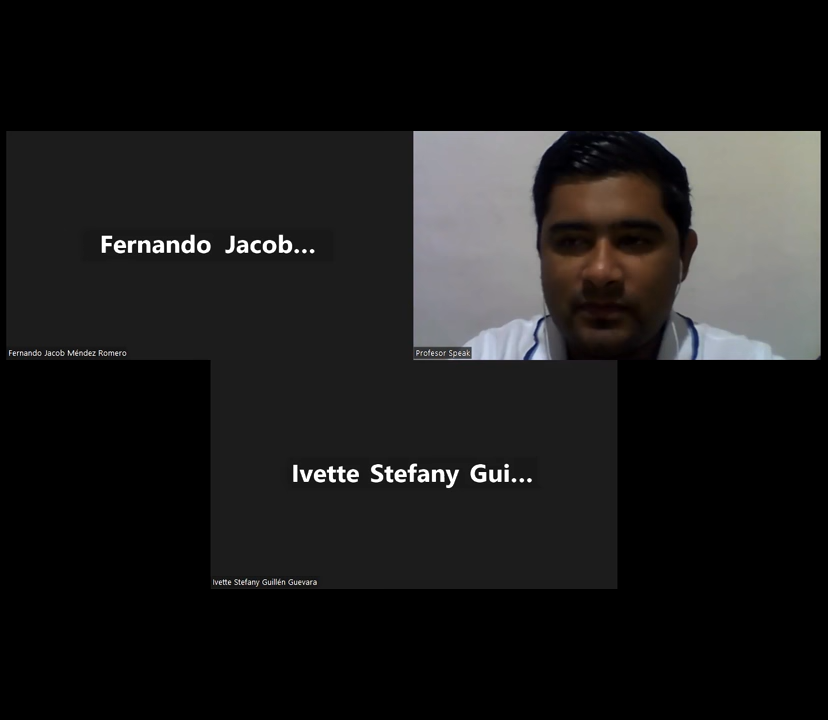 Fernando Jacob...
Fernando Jacob Méndez Romero
Profesor Speak
Ivette Stefany Gui...
Ivette Stefany Guillén Guevara